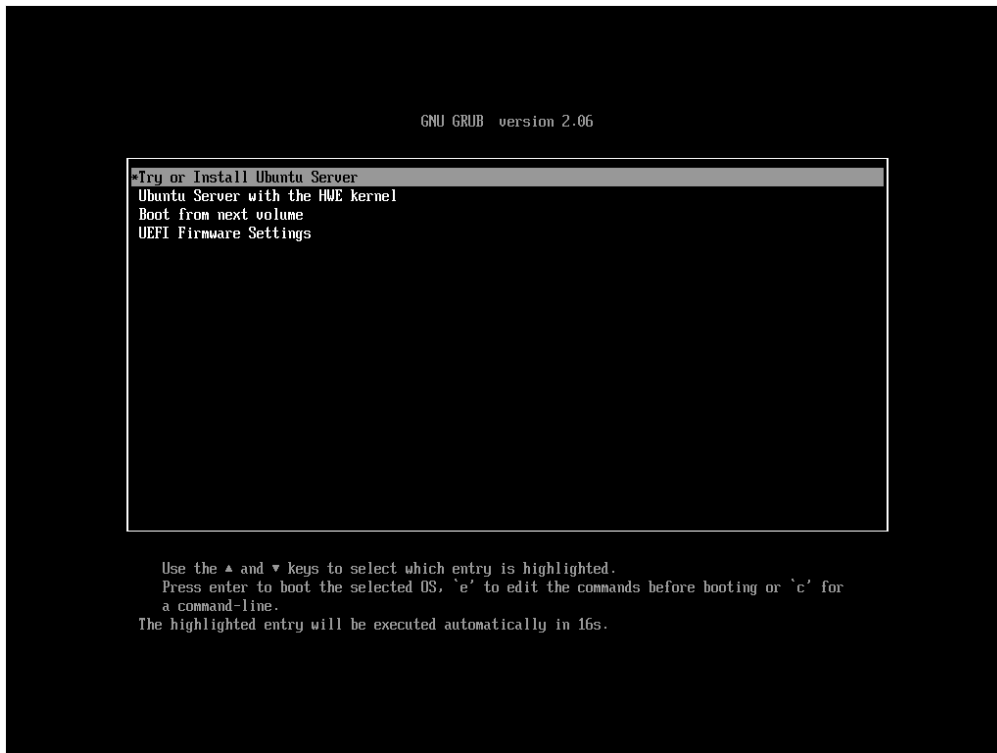 GNU GRUB  version 2.06
*Try or Install Ubuntu Server
Ubuntu Server with the HWE kernel
Boot from next volume
UEFI Firmware Settings
Use the ▲ and ▼ keys to select which entry is highlighted.
Press enter to boot the selected OS, `e' to edit the commands before booting or `c' for
a command-line.
The highlighted entry will be executed automatically in 16s.